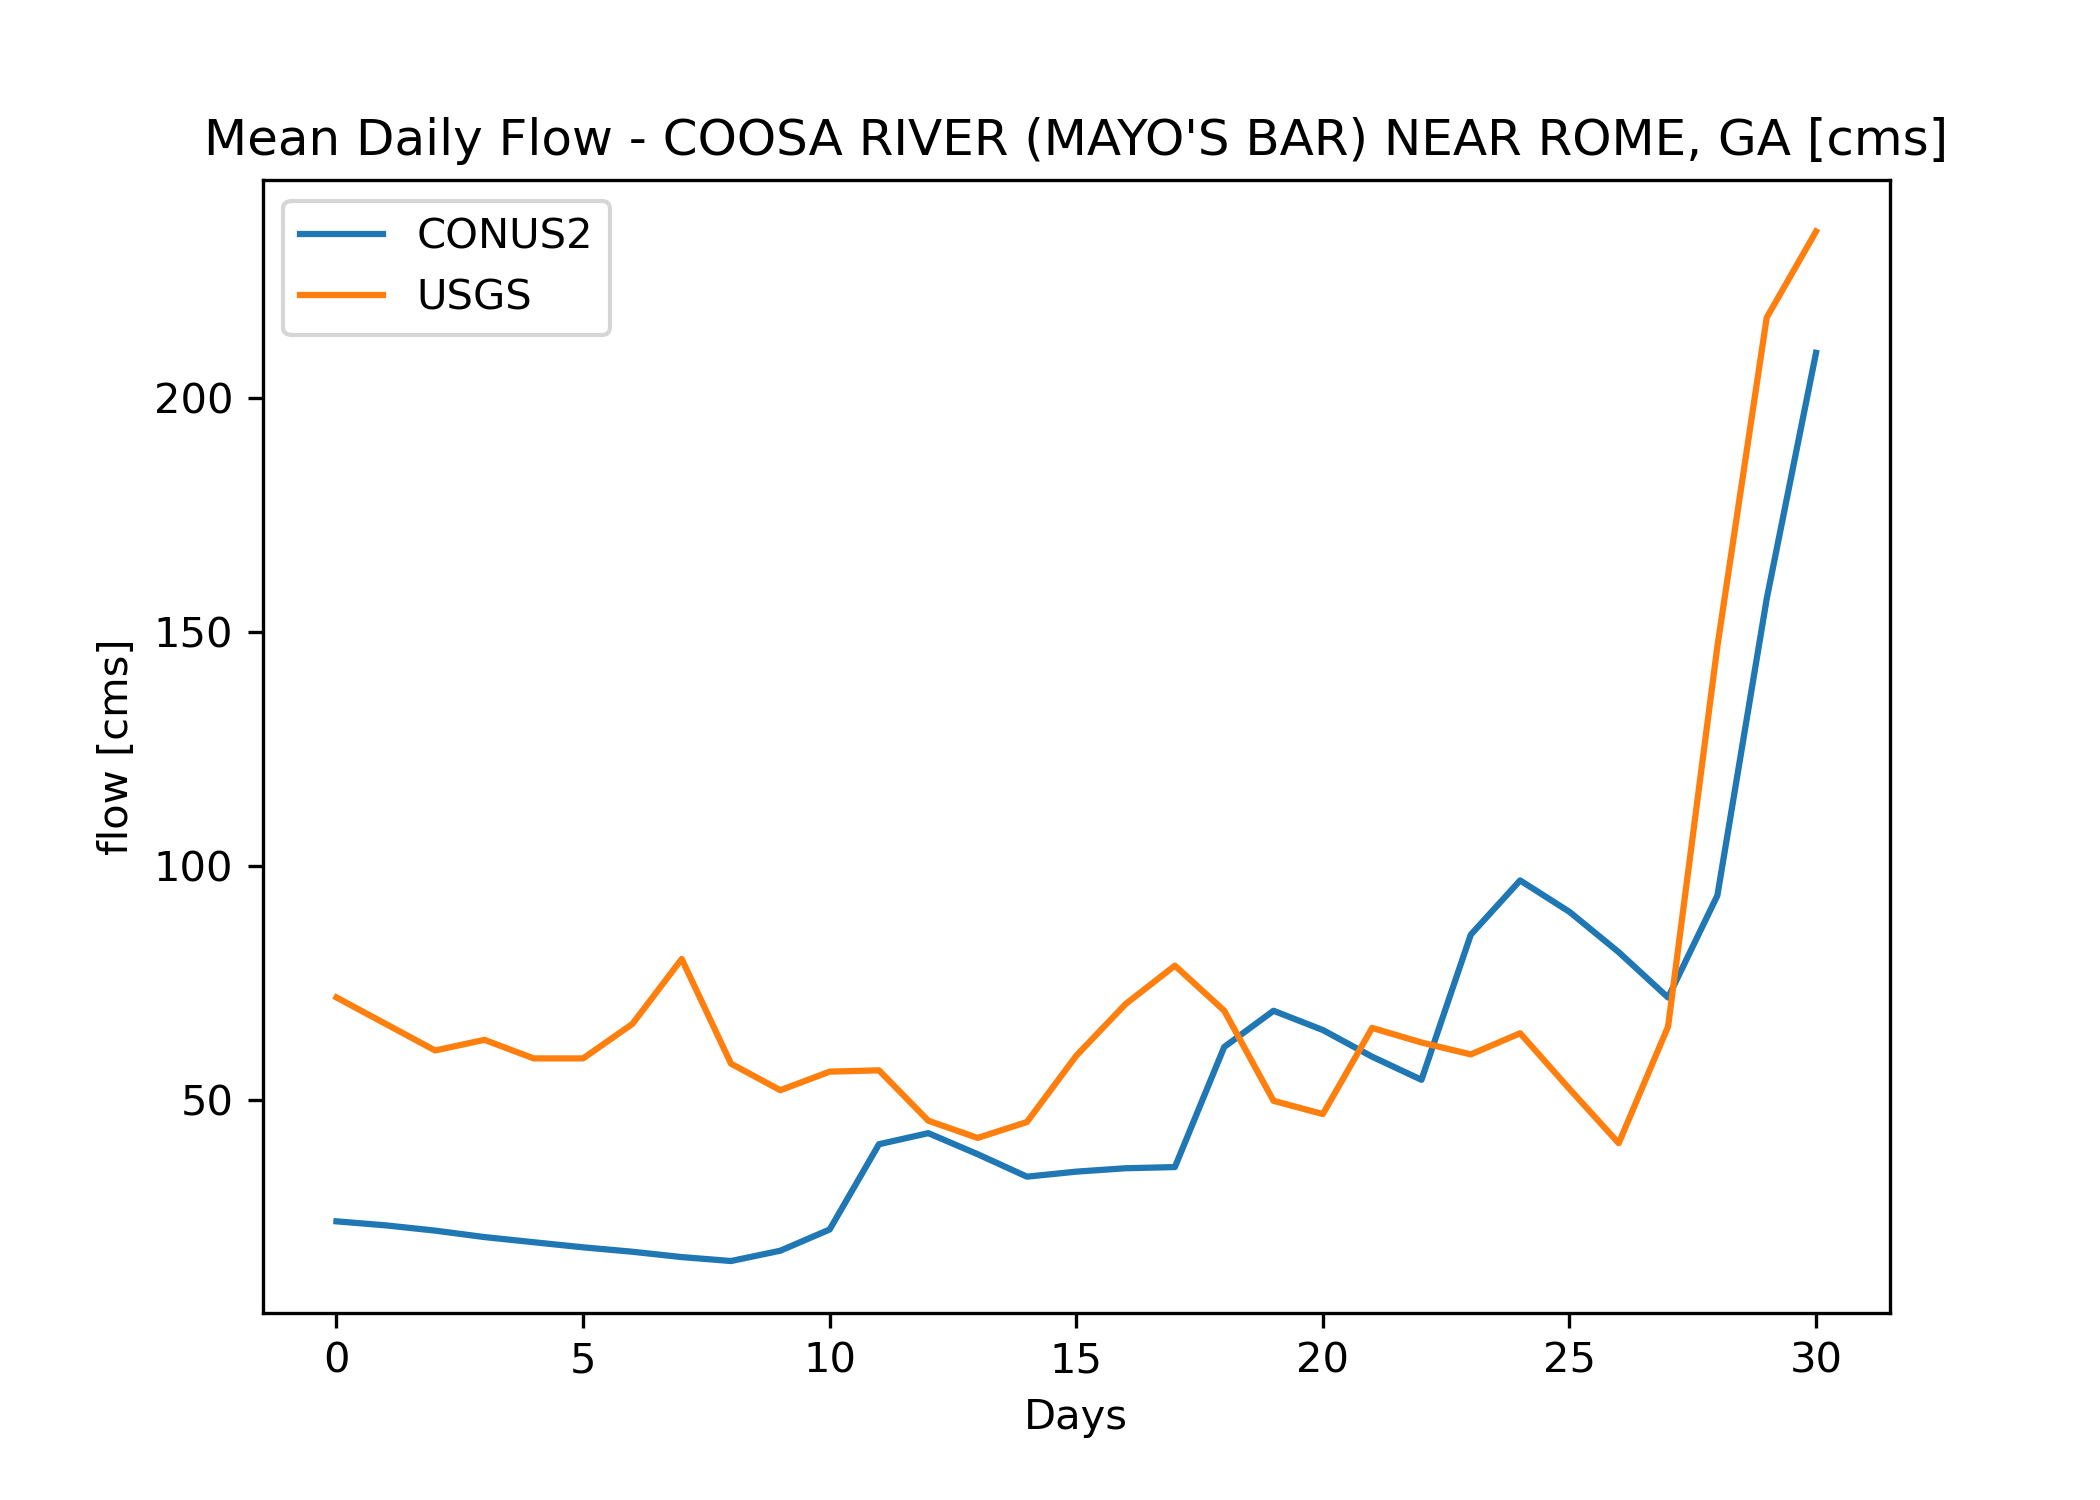 Mean Daily Flow - COOSA RIVER (MAYO'S BAR) NEAR ROME, GA [cms]
CONUS2
USGS
200
150
100
50
flow [cms]
0 5 10 15 20 25 30
Days